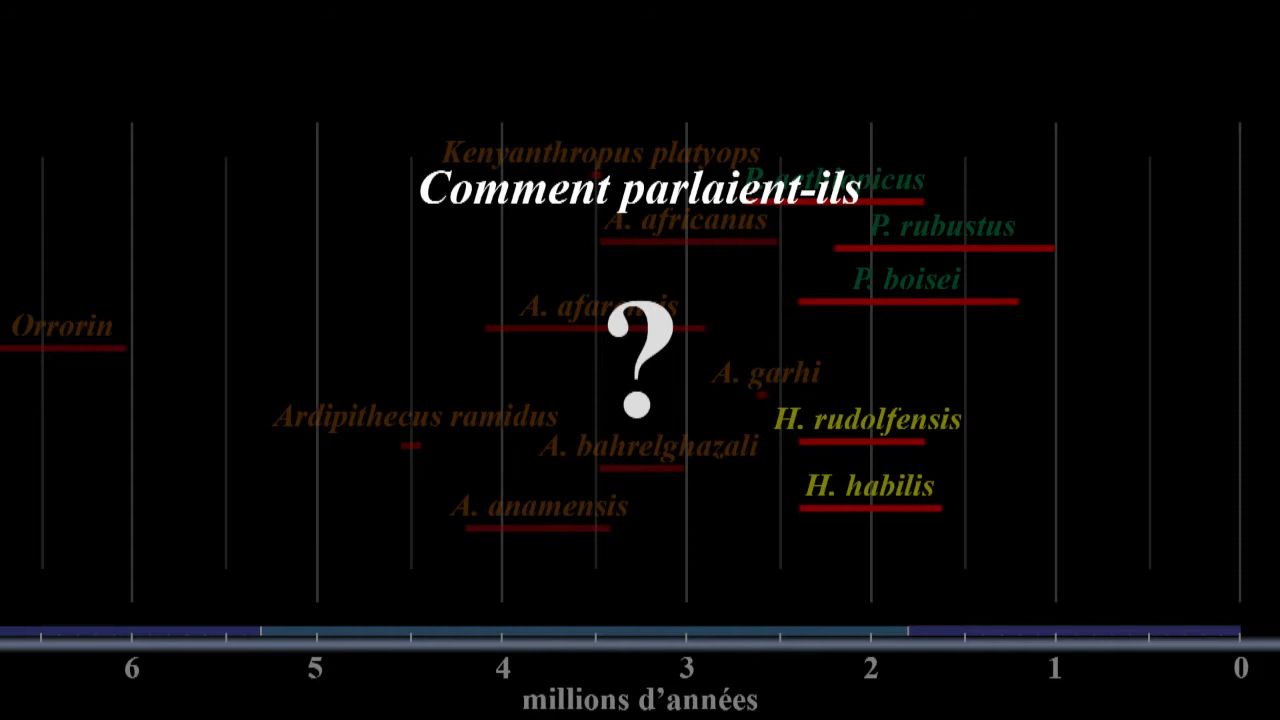 Kenyanthropus platyops
P. aethiopicus
Comment parlaient-ils
A. africanus
P. rubustus
P. boisei
A. afarensis
Orrorin
?
A. garhi
Ardipithecus ramidus
H. rudolfensis
A. bahrelghazali
H. habilis
A. anamensis
6 5 4 3 2 1 0
millions d’années